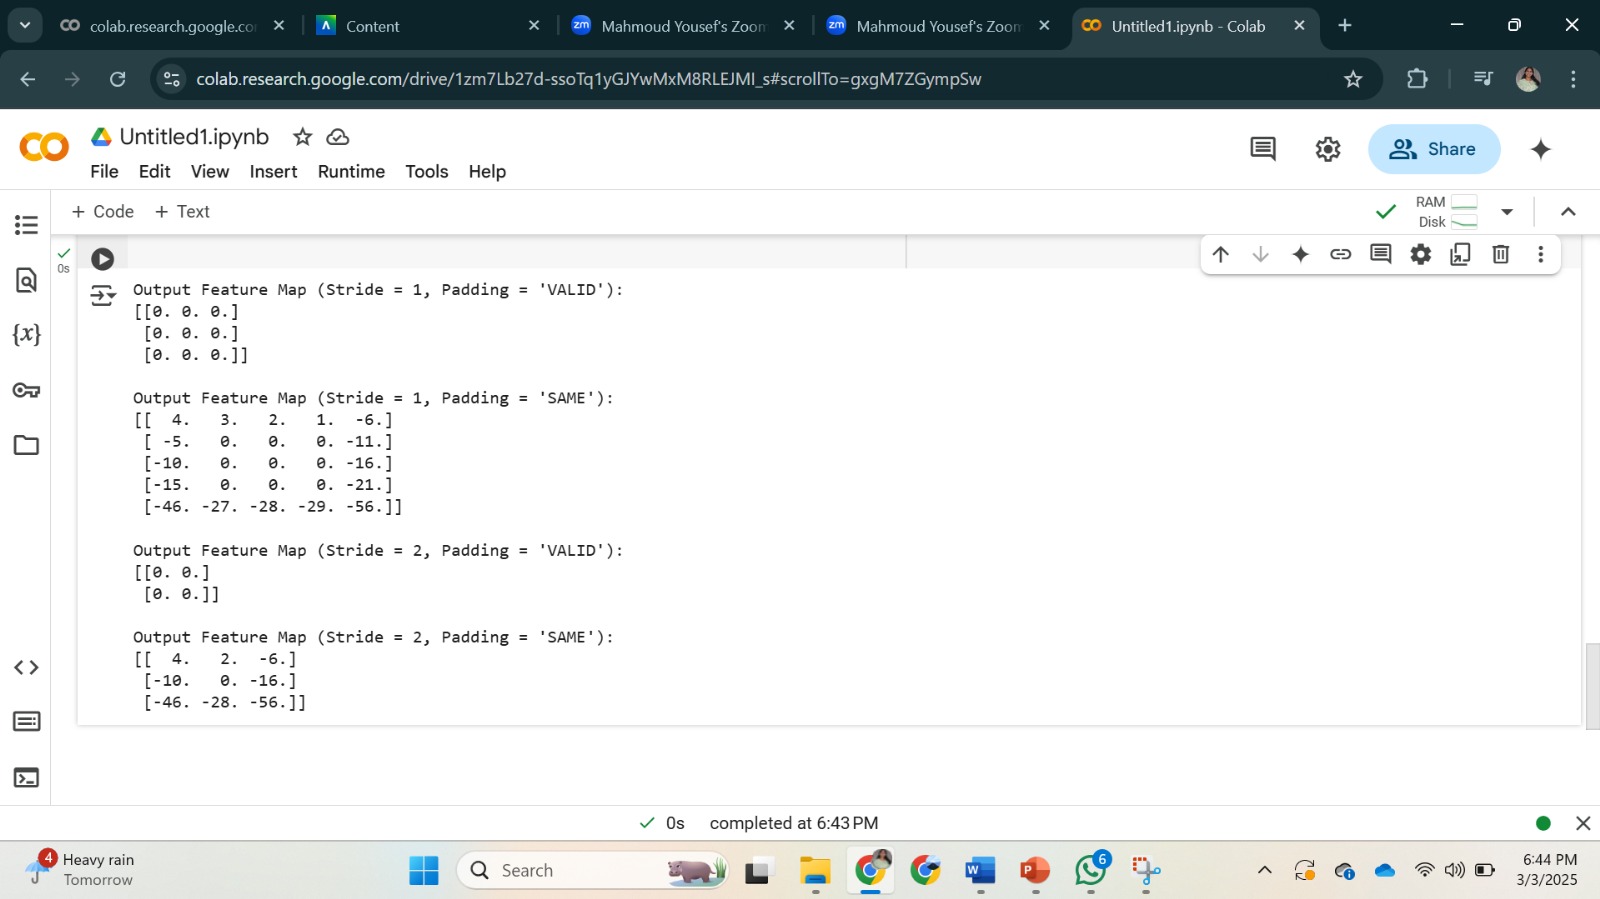 colab.research.google.co
Content
Mahmoud Yousef's Zoom
Mahmoud Yousef's Zoom
Untitled1.ipynb - Colab
colab.research.google.com/drive/1zm7Lb27d-ssoTq1yGJYwMxM8RLEJMI_s#scrollTo=gxgM7ZGympSw
Untitled1.ipynb
File Edit View Insert Runtime Tools Help
Share
+ Code + Text
RAM
Disk
0s
Output Feature Map (Stride = 1, Padding = 'VALID'):
[[0. 0. 0.]
[0. 0. 0.]
[0. 0. 0.]]
Output Feature Map (Stride = 1, Padding = 'SAME'):
[[ 4. 3. 2. 1. -6.]
[ -5. 0. 0. 0. -11.]
[-10. 0. 0. 0. -16.]
[-15. 0. 0. 0. -21.]
[-46. -27. -28. -29. -56.]]
Output Feature Map (Stride = 2, Padding = 'VALID'):
[[0. 0.]
[0. 0.]]
Output Feature Map (Stride = 2, Padding = 'SAME'):
[[ 4. 2. -6.]
[-10. 0. -16.]
[-46. -28. -56.]]
{x}
0s completed at 6:43 PM
4
Heavy rain
Tomorrow
Search
W
P
6
6:44 PM
3/3/2025